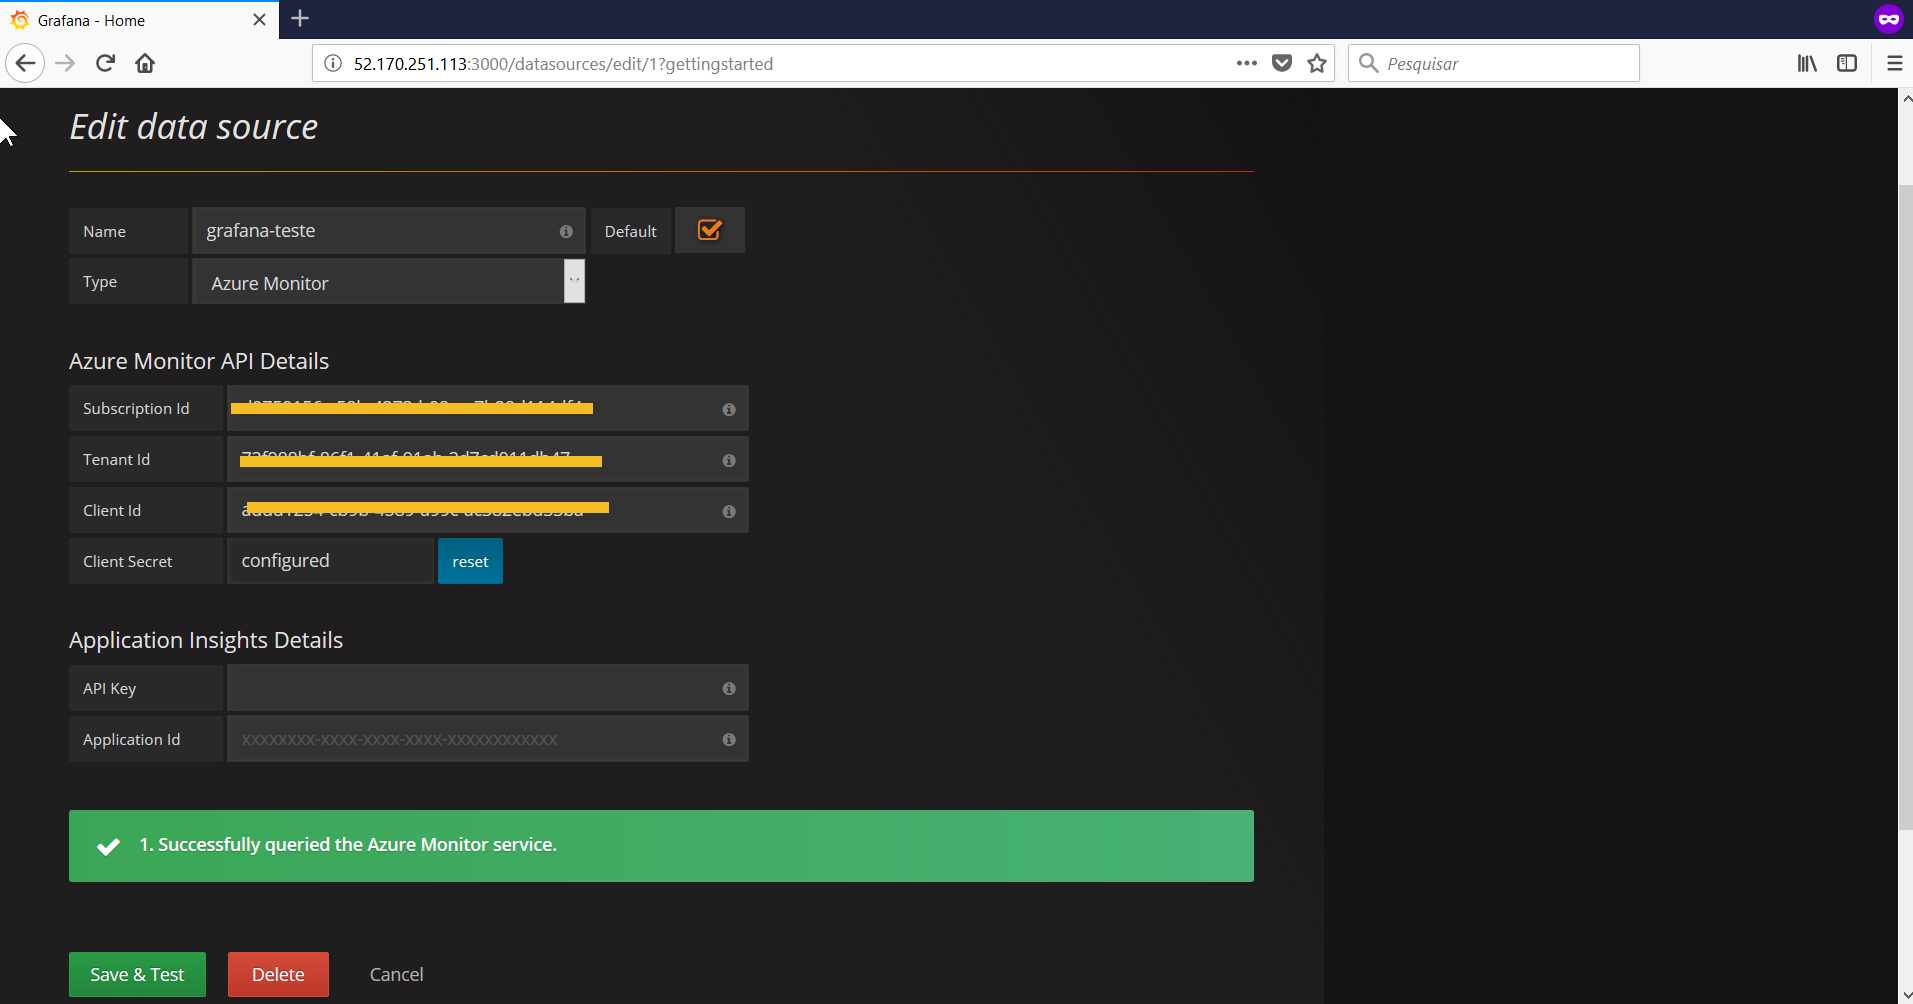 Grafana - Home
52.170.251.113:3000/datasources/edit/1?gettingstarted
Pesquisar
Edit data source
Name
grafana-teste
Default
Type
Azure Monitor
Azure Monitor API Details
Subscription Id
Tenant Id
Client Id
Client Secret
configured
reset
Application Insights Details
API Key
Application Id
xxxxxxxx-xxxx-xxxx-xxxx-xxxxxxxxxxxx
1. Successfully queried the Azure Monitor service.
Save & Test
Delete
Cancel